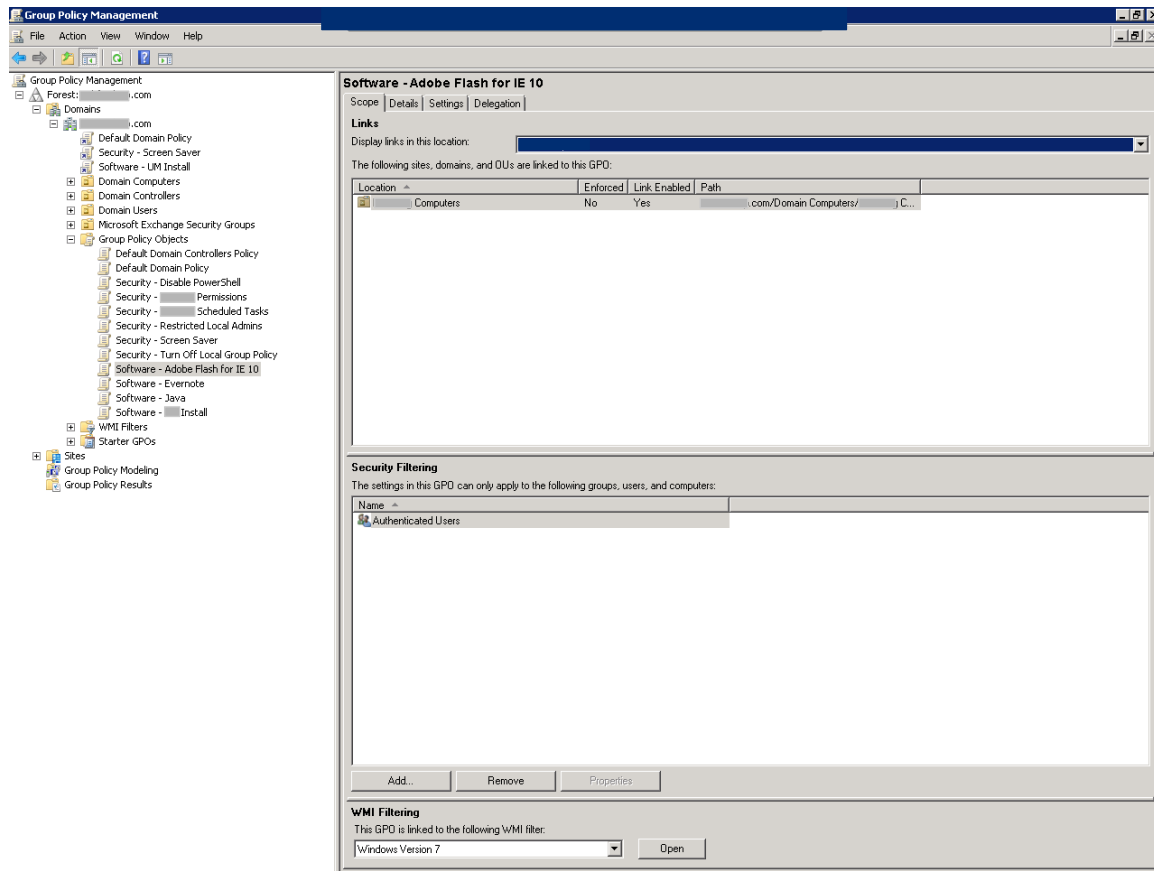 Group Policy Management
File Action View Window Help
Group Policy Management
Forest: .com
Domains
.com
Default Domain Policy
Security - Screen Saver
Software - UM Install
Domain Computers
Domain Controllers
Domain Users
Microsoft Exchange Security Groups
Group Policy Objects
Default Domain Controllers Policy
Default Domain Policy
Security - Disable PowerShell
Security - Permissions
Security - Scheduled Tasks
Security - Restricted Local Admins
Security - Screen Saver
Security - Turn Off Local Group Policy
Software - Adobe Flash for IE 10
Software - Evernote
Software - Java
Software - Install
WMI Filters
Starter GPOs
Sites
Group Policy Modeling
Group Policy Results
Software - Adobe Flash for IE 10
Scope Details Settings Delegation
Links
Display links in this location:
The following sites, domains, and OUs are linked to this GPO:
Location Enforced Link Enabled Path
Computers No Yes .com/Domain Computers/ C...
Security Filtering
The settings in this GPO can only apply to the following groups, users, and computers:
Name
Authenticated Users
Add... Remove Properties
WMI Filtering
This GPO is linked to the following WMI filter:
Windows Version 7 Open